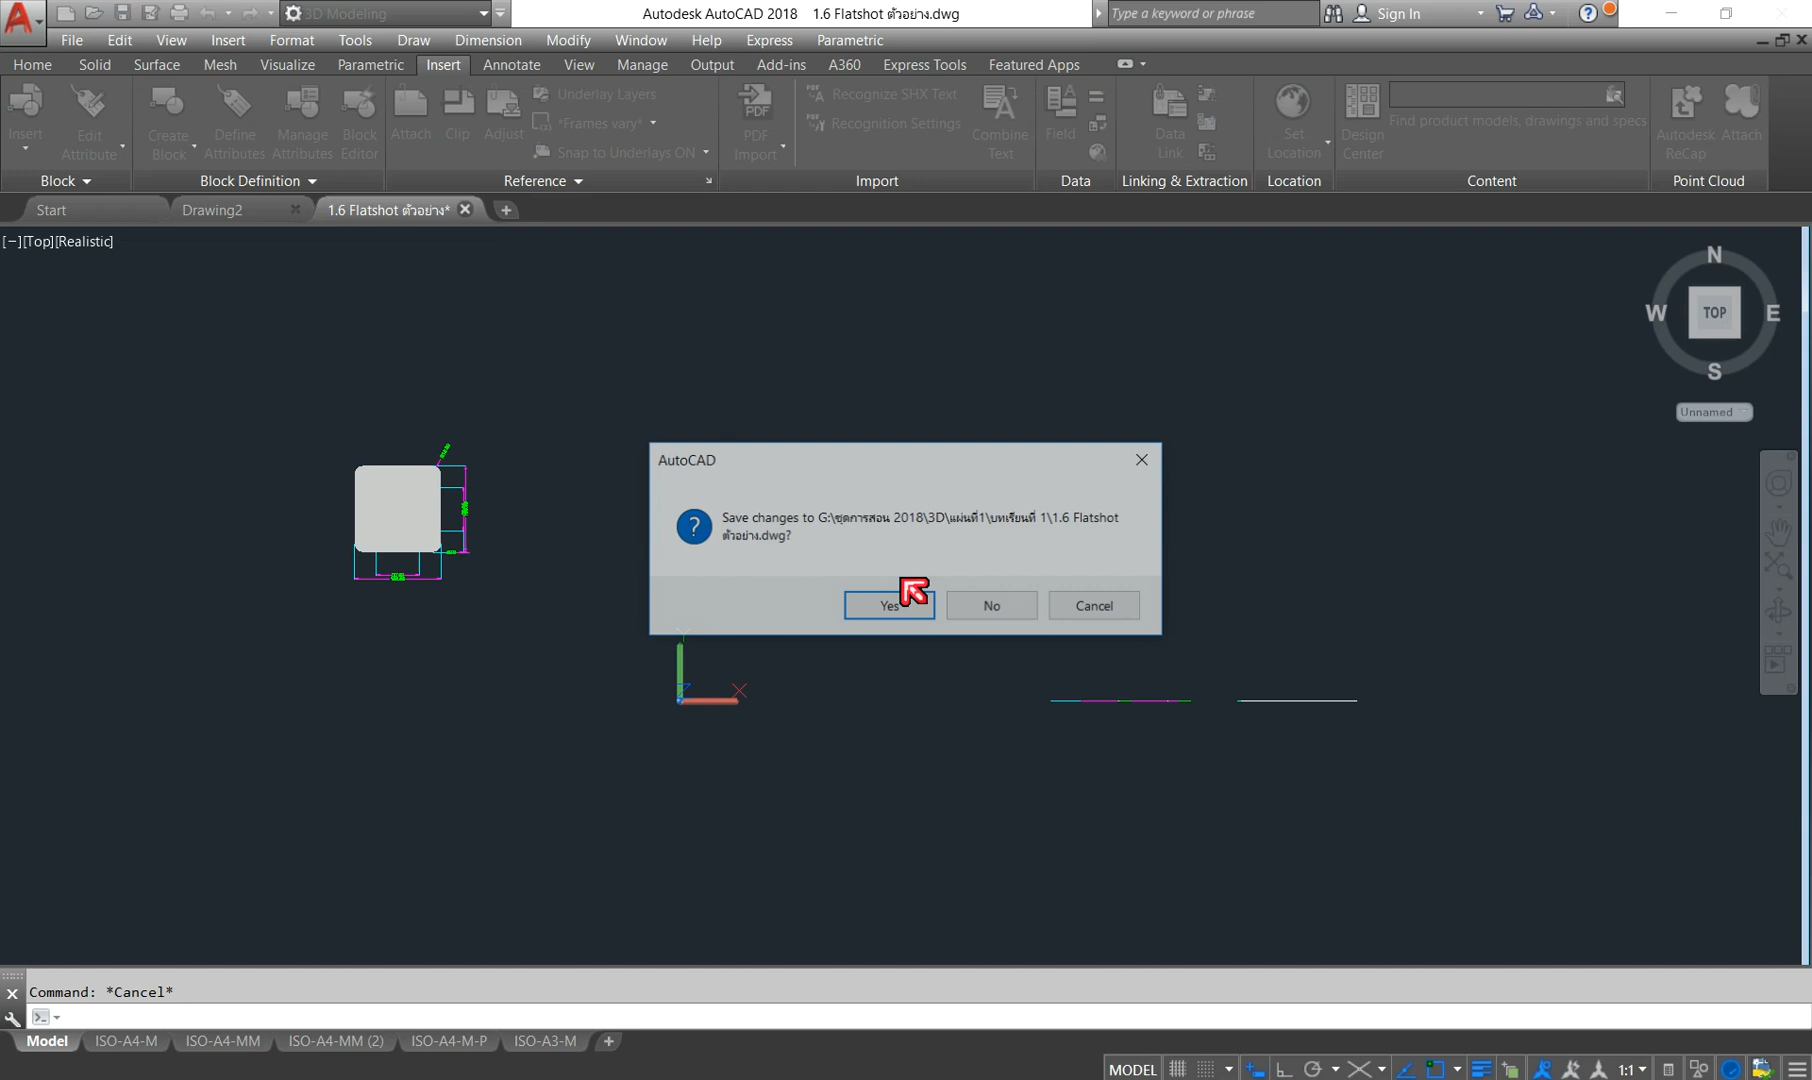 3D Modeling
Autodesk AutoCAD 2018 1.6 Flatshot ตัวอย่าง.dwg
Type a keyword or phrase
Sign In
File Edit View Insert Format Tools Draw Dimension Modify Window Help Express Parametric
Home Solid Surface Mesh Visualize Parametric Insert Annotate View Manage Output Add-ins A360 Express Tools Featured Apps
Insert
Edit Attribute
Create Block
Define Attributes
Manage Attributes
Block Editor
Attach
Clip
Adjust
Underlay Layers
*Frames vary*
Snap to Underlays ON
PDF Import
Recognize SHX Text
Recognition Settings
Combine Text
Field
Data Link
Set Location
Design Center
Find product models, drawings and specs
Autodesk ReCap
Attach
Block Block Definition Reference Import Data Linking & Extraction Location Content Point Cloud
Start Drawing2 1.6 Flatshot ตัวอย่าง*
[−][Top][Realistic]
N
W TOP E
S
Unnamed
AutoCAD
Save changes to G:\ชุดการสอน 2018\3D\แผ่นที่1\บทเรียนที่ 1\1.6 Flatshot
ตัวอย่าง.dwg?
Yes No Cancel
Command: *Cancel*
Model ISO-A4-M ISO-A4-MM ISO-A4-MM (2) ISO-A4-M-P ISO-A3-M
MODEL 1:1